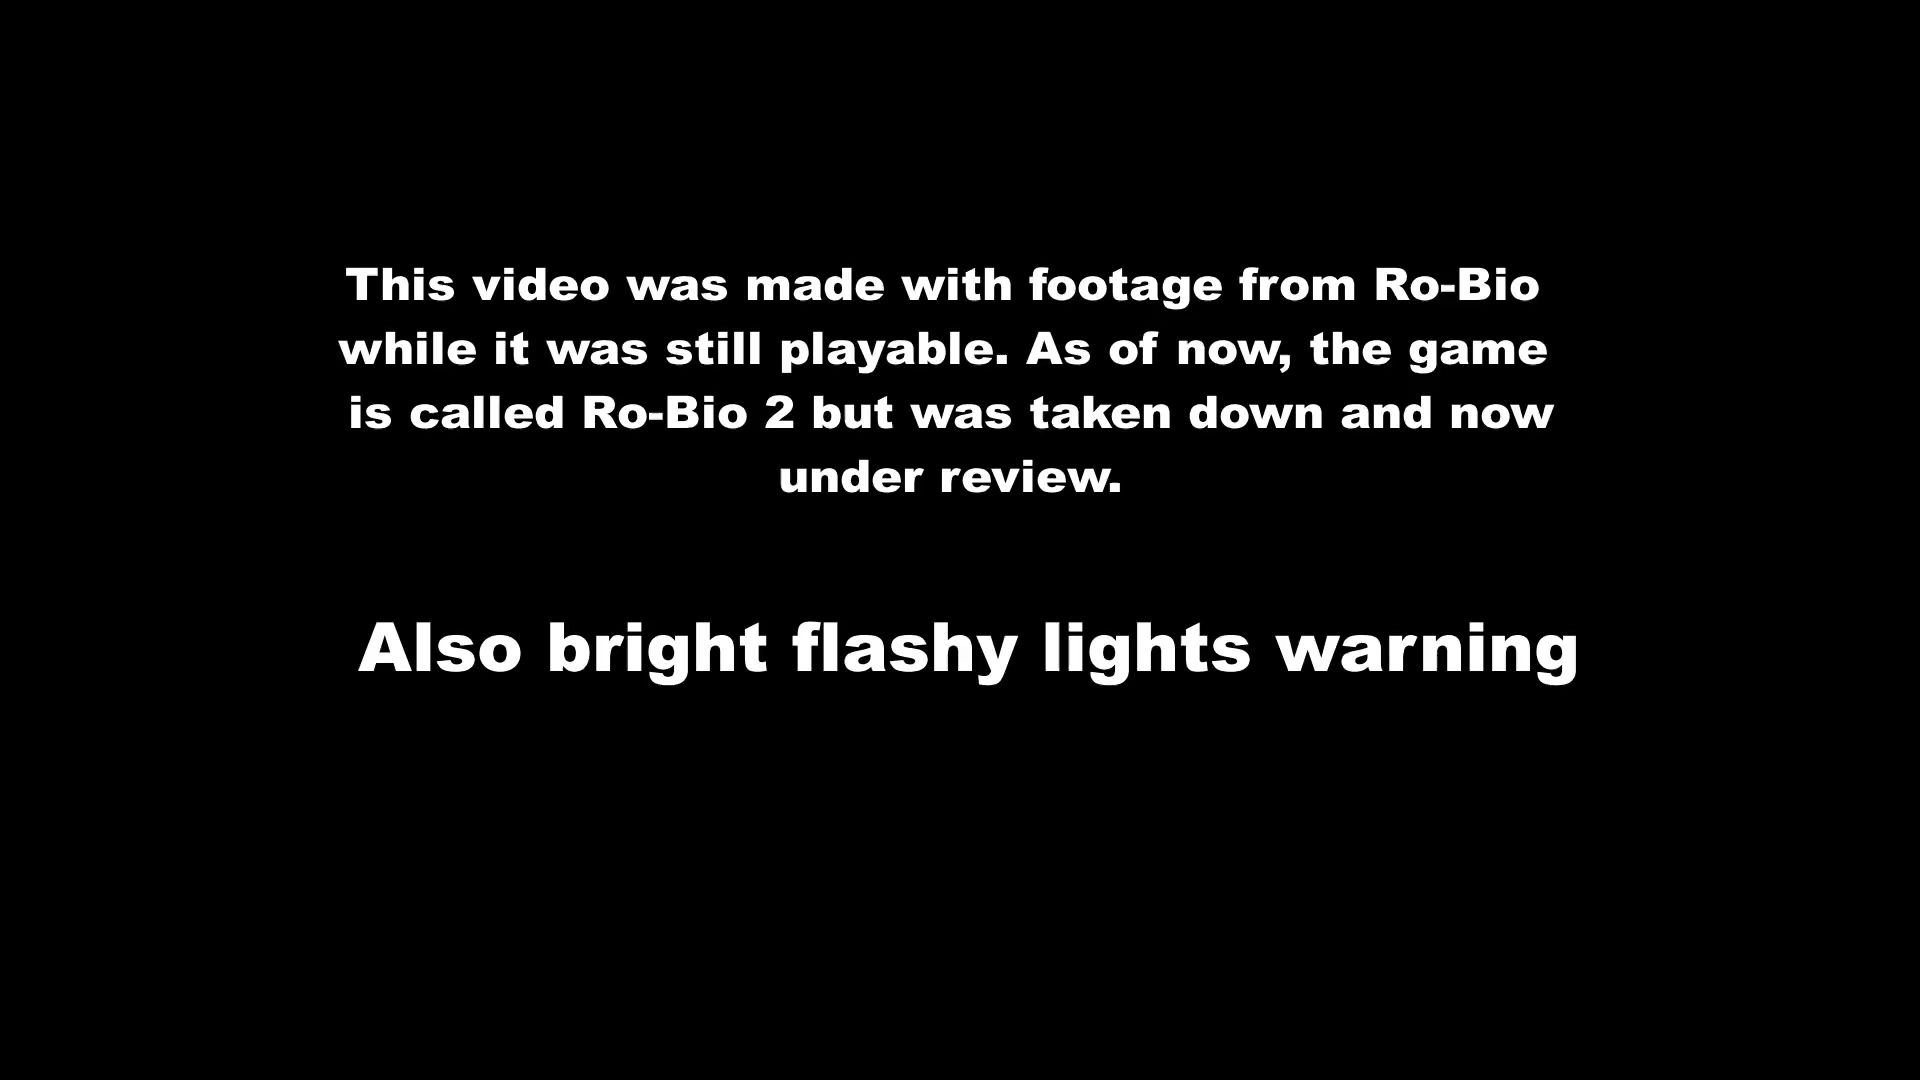 This video was made with footage from Ro-Bio
while it was still playable. As of now, the game
is called Ro-Bio 2 but was taken down and now
under review.
Also bright flashy lights warning